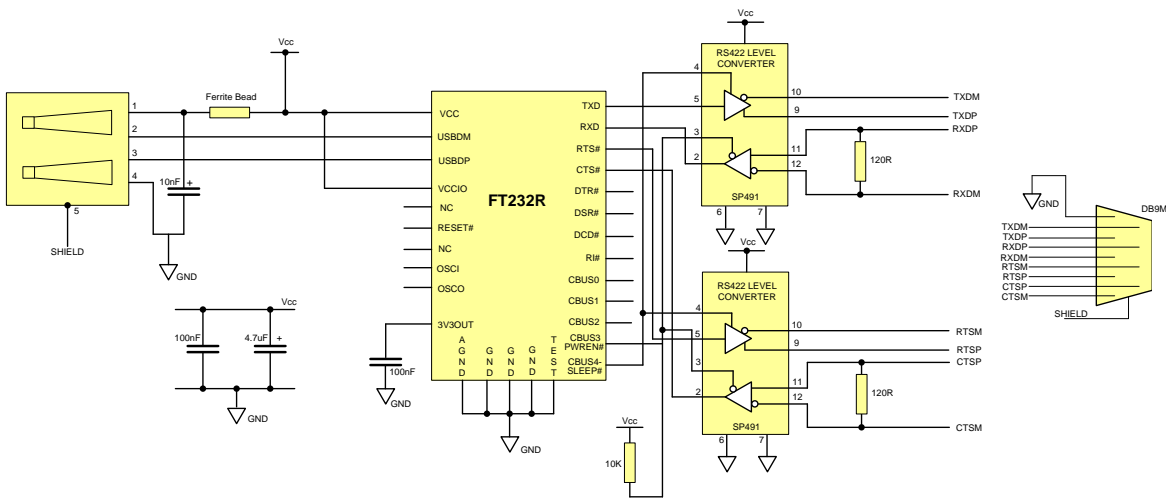 Vcc
Ferrite Bead
1
2
3
4
5
SHIELD
10nF
+
GND
Vcc
100nF
4.7uF
+
GND
FT232R
VCC
USBDM
USBDP
VCCIO
NC
RESET#
NC
OSCI
OSCO
3V3OUT
AGND
GND
GND
GND
TEST
TXD
RXD
RTS#
CTS#
DTR#
DSR#
DCD#
RI#
CBUS0
CBUS1
CBUS2
CBUS3
PWREN#
CBUS4-
SLEEP#
100nF
GND
GND
Vcc
10K
Vcc
RS422 LEVEL
CONVERTER
4
5
3
2
10
9
11
12
SP491
6
7
120R
TXDM
TXDP
RXDP
RXDM
Vcc
RS422 LEVEL
CONVERTER
4
5
3
2
10
9
11
12
SP491
6
7
120R
RTSM
RTSP
CTSP
CTSM
GND
DB9M
TXDM
TXDP
RXDP
RXDM
RTSM
RTSP
CTSP
CTSM
SHIELD